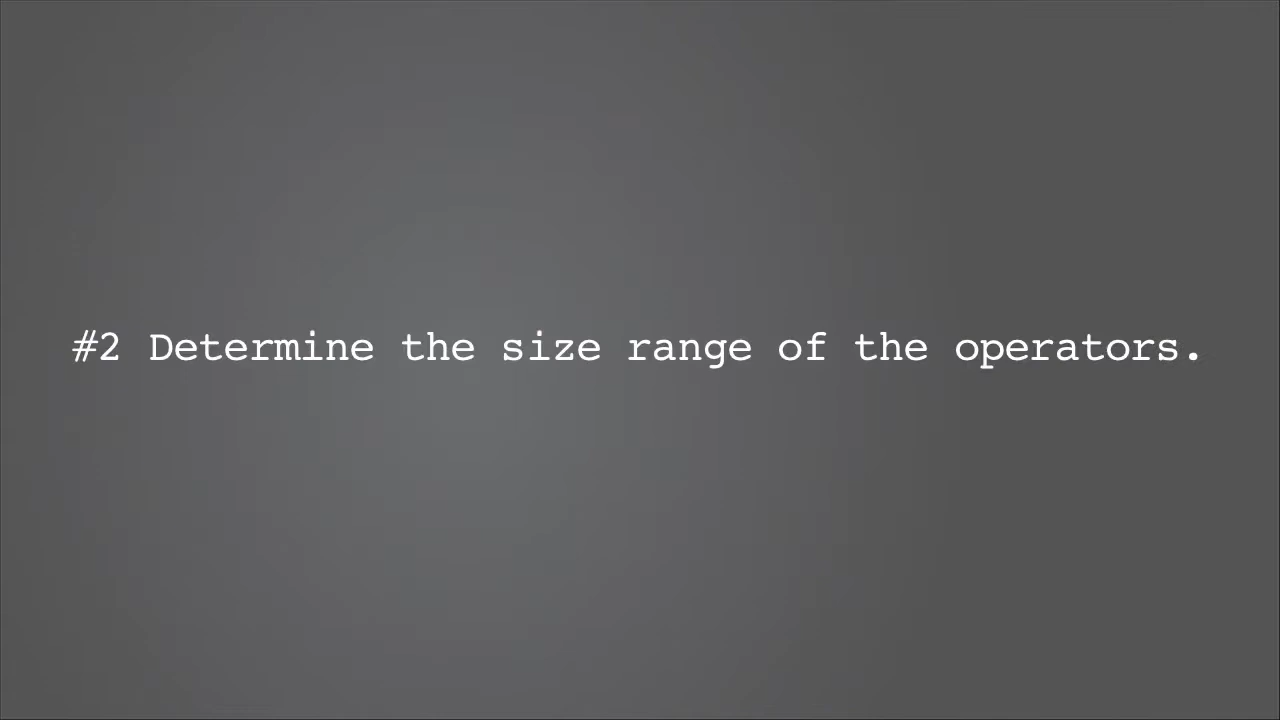 #2 Determine the size range of the operators.